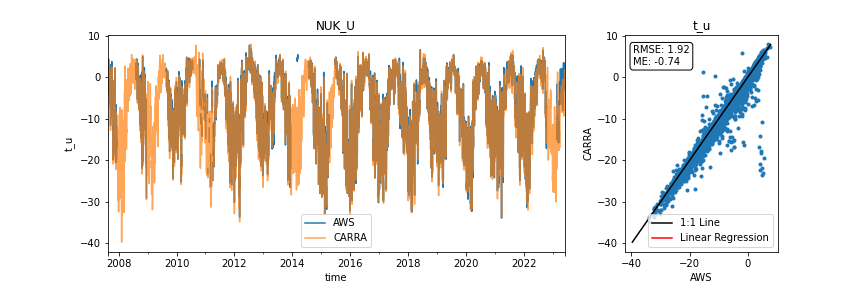 NUK_U
t_u
10
0
−10
−20
−30
−40
t_u
2008
2010
2012
2014
2016
2018
2020
2022
time
AWS
CARRA
t_u
RMSE: 1.92
ME: -0.74
10
0
−10
−20
−30
−40
CARRA
1:1 Line
Linear Regression
−40
−20
0
AWS